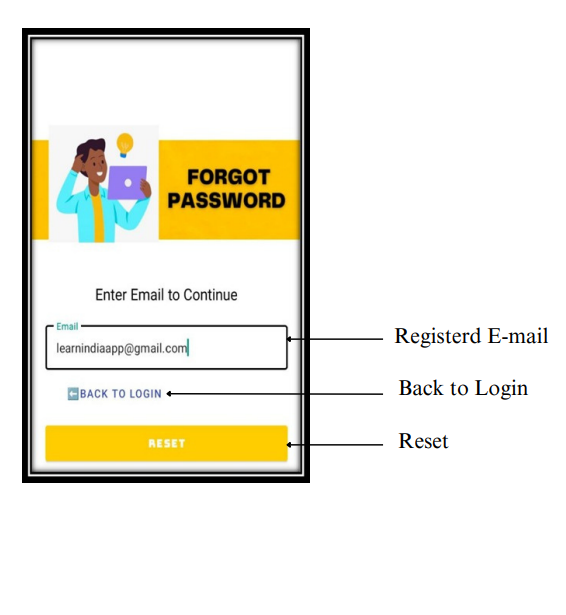 FORGOT
PASSWORD
Enter Email to Continue
Email
learnindiaapp@gmail.com
Registerd E-mail
BACK TO LOGIN
Back to Login
RESET
Reset